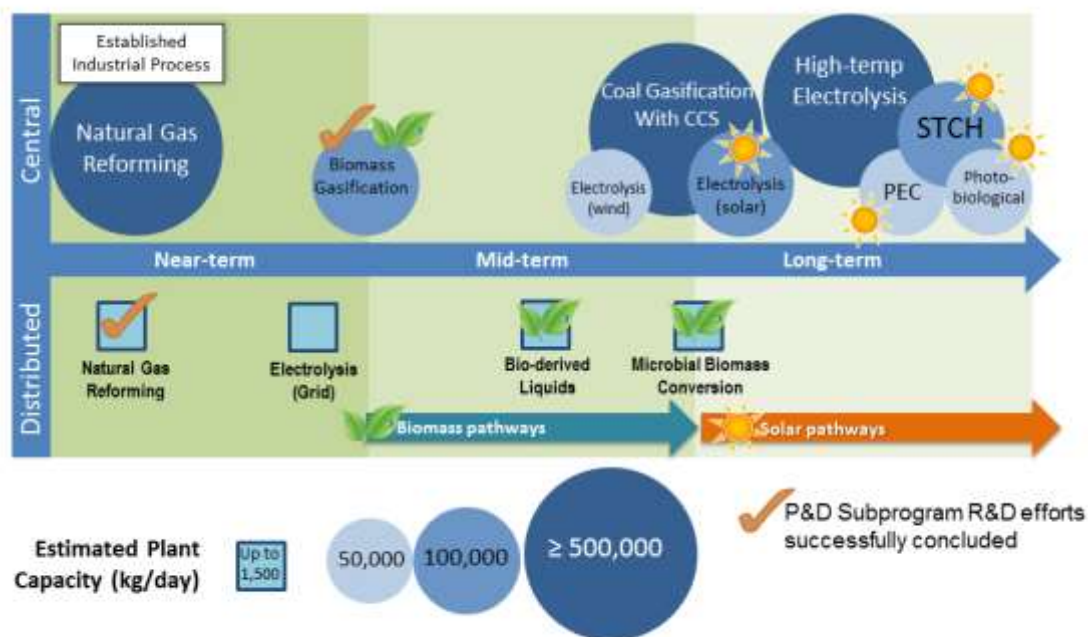 Established
Industrial Process
Central
Natural Gas
Reforming
Biomass
Gasification
Electrolysis
(wind)
Coal Gasification
With CCS
Electrolysis
(solar)
High-temp
Electrolysis
STCH
PEC
Photo-
biological
Near-term
Mid-term
Long-term
Distributed
Natural Gas
Reforming
Electrolysis
(Grid)
Bio-derived
Liquids
Microbial Biomass
Conversion
Biomass pathways
Solar pathways
Estimated Plant
Capacity (kg/day)
Up to
1,500
50,000
100,000
≥ 500,000
P&D Subprogram R&D efforts
successfully concluded